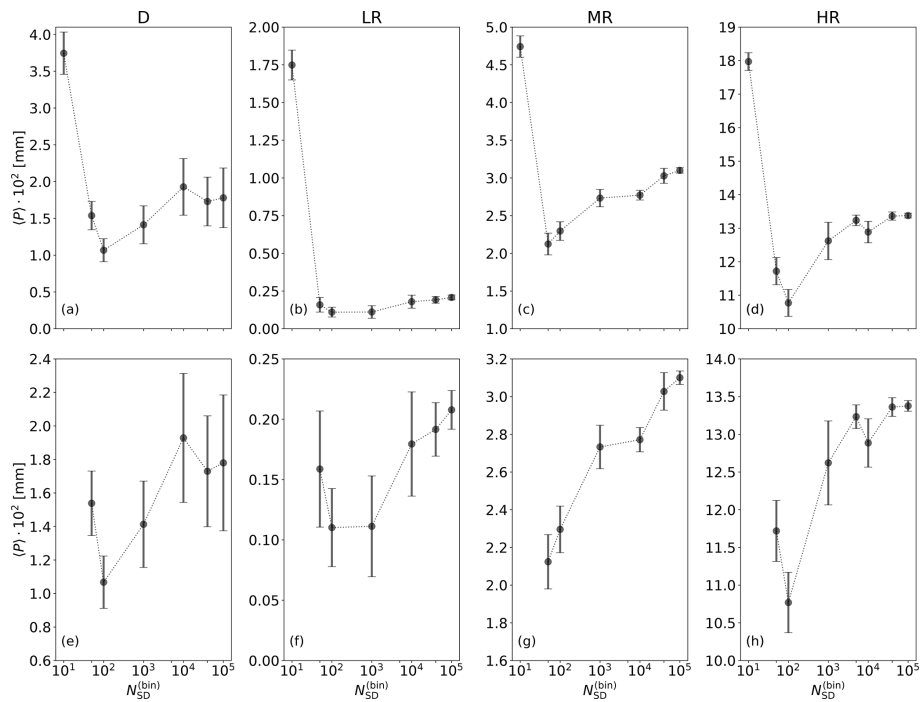 D LR MR HR
4.0 2.00 5.0 19
3.5 1.75 4.5 18
3.0 1.50 4.0 17
2.5 1.25 3.5 16
2.0 1.00 3.0 15
1.5 0.75 2.5 14
1.0 0.50 2.0 13
0.5 0.25 1.5 12
0.0 0.00 1.0 11
10
⟨P⟩ · 10² [mm]
(a) (b) (c) (d)
2.4 0.25 3.2 14.0
2.2 0.20 3.0 13.5
2.0 0.15 2.8 13.0
1.8 0.10 2.6 12.5
1.6 0.05 2.4 12.0
1.4 0.00 2.2 11.5
1.2 2.0 11.0
1.0 1.8 10.5
0.8 1.6 10.0
0.6
⟨P⟩ · 10² [mm]
(e) (f) (g) (h)
10¹ 10² 10³ 10⁴ 10⁵ 10¹ 10² 10³ 10⁴ 10⁵ 10¹ 10² 10³ 10⁴ 10⁵ 10¹ 10² 10³ 10⁴ 10⁵
N_SD^(bin) N_SD^(bin) N_SD^(bin) N_SD^(bin)